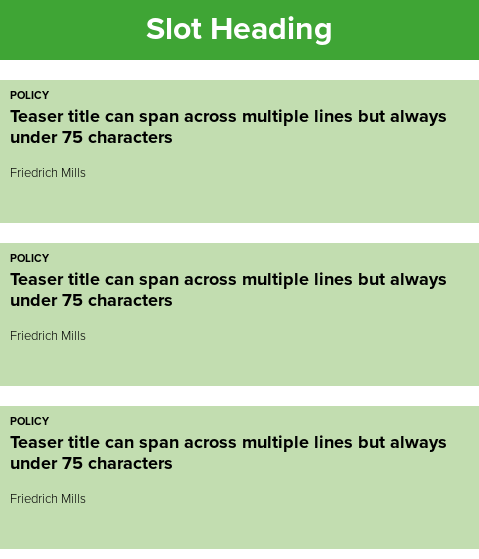 Slot Heading
POLICY
Teaser title can span across multiple lines but always
under 75 characters
Friedrich Mills
POLICY
Teaser title can span across multiple lines but always
under 75 characters
Friedrich Mills
POLICY
Teaser title can span across multiple lines but always
under 75 characters
Friedrich Mills